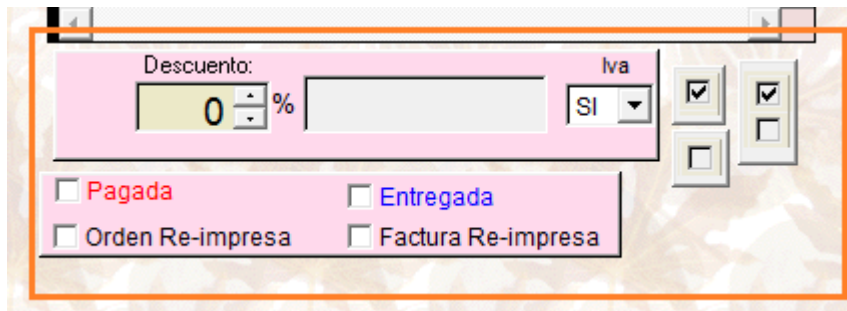 Descuento:
Iva
0 %
SI
Pagada
Entregada
Orden Re-impresa
Factura Re-impresa